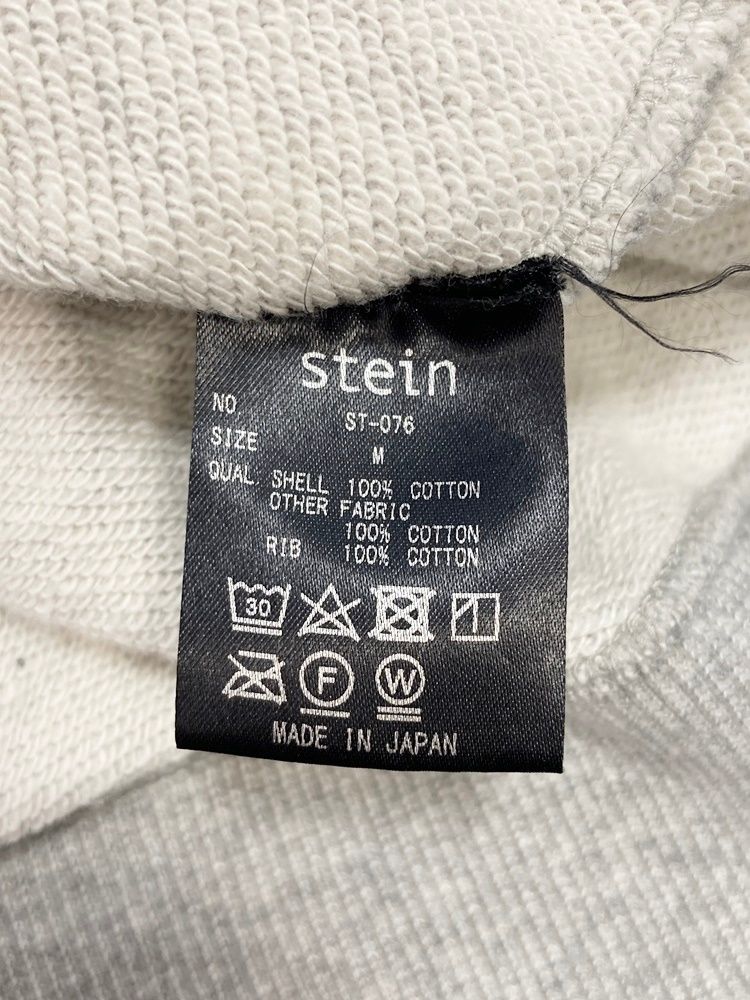 stein
NO ST-076
SIZE M
QUAL SHELL 100% COTTON
OTHER FABRIC
100% COTTON
RIB 100% COTTON
30
F W
MADE IN JAPAN